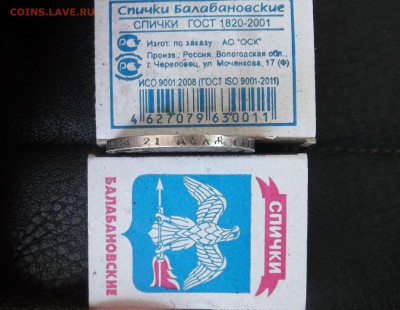 COINS.LAVE.RU
Спички Балабановские
СПИЧКИ ГОСТ 1820-2001
Изгот. по заказу АО "ОСК"
Произв.: Россия, Вологодская обл.,
г. Череповец, ул Моченкова, 17 (Ф)
ИСО 9001:2008 (ГОСТ ISO 9001-2011)
4 627079 630011
21
БАЛАБАНОВСКИЕ
СПИЧКИ